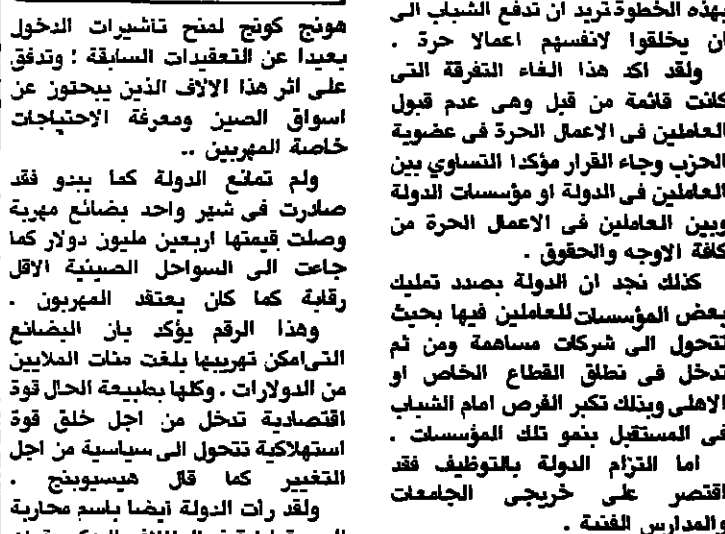 بهذه الخطوة تريد ان تدفع الشباب الى
ان يخلقوا لانفسهم اعمالا حرة .
ولقد اكد هذا الغاء التفرقة التى
كانت قائمة من قبل وهى عدم قبول
العاملين فى الاعمال الحرة فى عضوية
الحزب وجاء القرار مؤكدا التساوي بين
العاملين فى الدولة او مؤسسات الدولة
وبين العاملين فى الاعمال الحرة من
كافة الاوجه والحقوق .
كذلك نجد ان الدولة بصدد تمليك
بعض المؤسسات للعاملين فيها بحيث
تتحول الى شركات مساهمة ومن ثم
تدخل فى نطاق القطاع الخاص او
الاهلى وبذلك تكبر الفرص امام الشباب
فى المستقبل بنمو تلك المؤسسات .
اما التزام الدولة بالتوظيف فقد
اقتصر على خريجى الجامعات
والمدارس الفنية .
هونج كونج لمنح تاشيرات الدخول
بعيدا عن التعقيدات السابقة ؛ وتدفق
على اثر هذا الالاف الذين يبحثون عن
اسواق الصين ومعرفة الاحتياجات
خاصة المهربين ..
ولم تمانع الدولة كما يبدو فقد
صادرت فى شهر واحد بضائع مهربة
وصلت قيمتها اربعين مليون دولار كما
جاءت الى السواحل الصينية الاقل
رقابة كما كان يعتقد المهربون .
وهذا الرقم يؤكد بان البضائع
التى امكن تهريبها بلغت مئات الملايين
من الدولارات . وكلها بطبيعة الحال قوة
اقتصادية تدخل من اجل خلق قوة
استهلاكية تتحول الى سياسية من اجل
التغيير كما قال هيسيوبنج .
ولقد رأت الدولة ايضا باسم محاربة